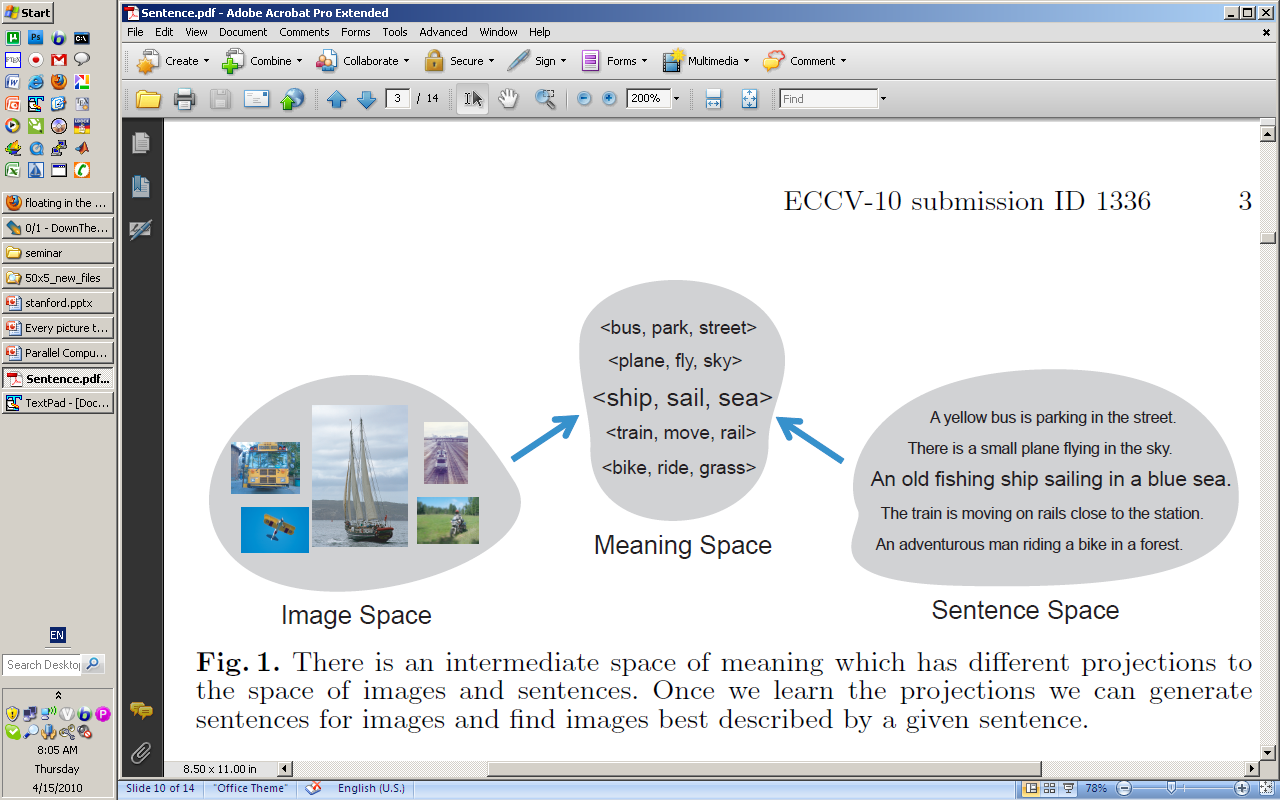 Start
Sentence.pdf - Adobe Acrobat Pro Extended
File Edit View Document Comments Forms Tools Advanced Window Help
Create Combine Collaborate Secure Sign Forms Multimedia Comment
3 / 14 200% Find
floating in the ...
0/1 - DownThe...
seminar
50x5_new_files
stanford.pptx
Every picture t...
Parallel Compu...
Sentence.pdf...
TextPad - [Doc...
EN
Search Desktop
8:05 AM
Thursday
4/15/2010
ECCV-10 submission ID 1336 3
<bus, park, street>
<plane, fly, sky>
<ship, sail, sea>
<train, move, rail>
<bike, ride, grass>
Meaning Space
Image Space
A yellow bus is parking in the street.
There is a small plane flying in the sky.
An old fishing ship sailing in a blue sea.
The train is moving on rails close to the station.
An adventurous man riding a bike in a forest.
Sentence Space
Fig. 1. There is an intermediate space of meaning which has different projections to
the space of images and sentences. Once we learn the projections we can generate
sentences for images and find images best described by a given sentence.
8.50 x 11.00 in
Slide 10 of 14 "Office Theme" English (U.S.) 78%